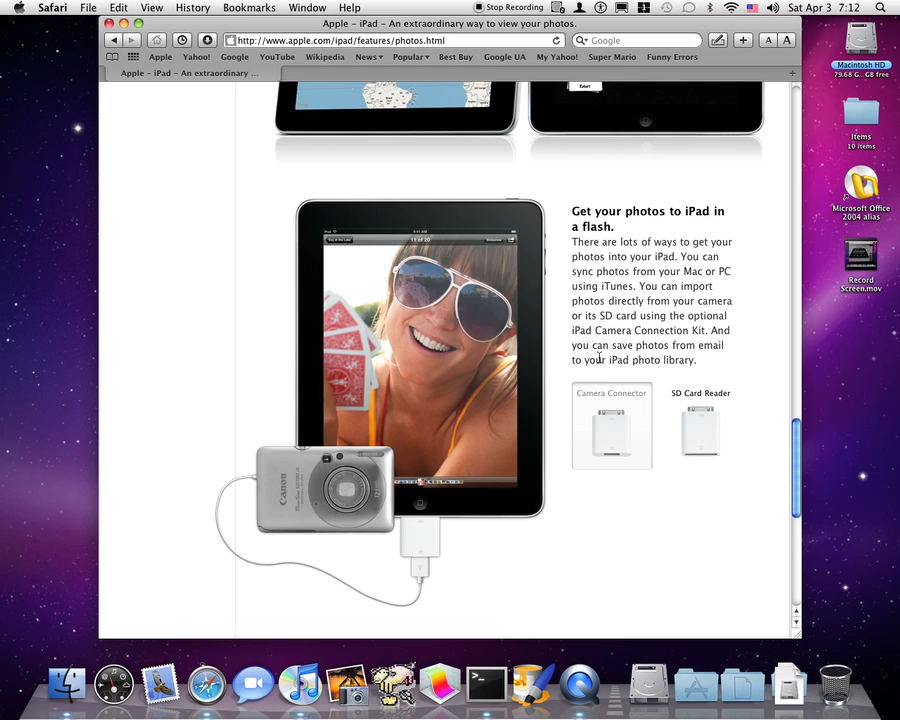 Safari File Edit View History Bookmarks Window Help Stop Recording Sat Apr 3 7:12
Apple – iPad – An extraordinary way to view your photos.
http://www.apple.com/ipad/features/photos.html
Google
A A
Apple Yahoo! Google YouTube Wikipedia News Popular Best Buy Google UA My Yahoo! Super Mario Funny Errors
Apple – iPad – An extraordinary ...
Macintosh HD
Items
10 items
Microsoft Office
2004 alias
Record
Screen.mov
11 of 20
Get your photos to iPad in
a flash.
There are lots of ways to get your
photos into your iPad. You can
sync photos from your Mac or PC
using iTunes. You can import
photos directly from your camera
or its SD card using the optional
iPad Camera Connection Kit. And
you can save photos from email
to your iPad photo library.
Camera Connector SD Card Reader
Canon